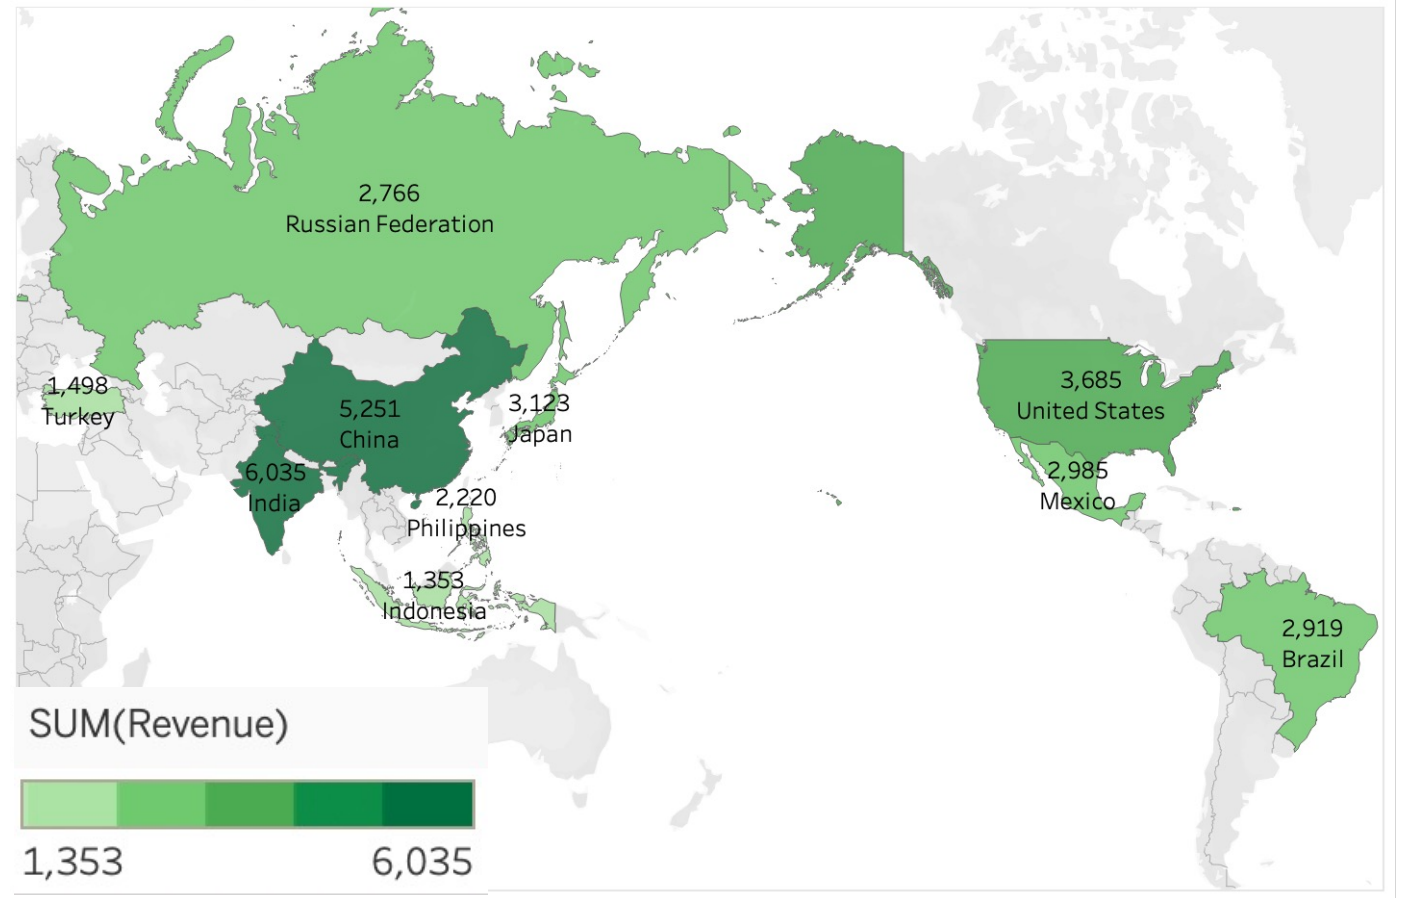 2,766
Russian Federation
1,498
Turkey
5,251
China
3,123
Japan
3,685
United States
6,035
India
2,985
Mexico
2,220
Philippines
1,353
Indonesia
2,919
Brazil
SUM(Revenue)
1,353 6,035